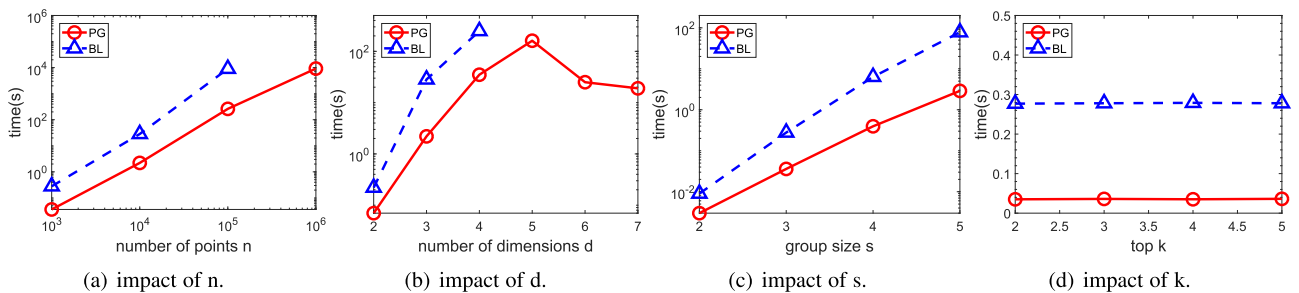 PG
BL
time(s)
10^6
10^4
10^2
10^0
10^3
10^4
10^5
10^6
number of points n
(a) impact of n.
PG
BL
time(s)
10^2
10^0
2
3
4
5
6
7
number of dimensions d
(b) impact of d.
PG
BL
time(s)
10^2
10^0
10^-2
2
3
4
5
group size s
(c) impact of s.
PG
BL
time(s)
0.5
0.4
0.3
0.2
0.1
0
2
2.5
3
3.5
4
4.5
5
top k
(d) impact of k.